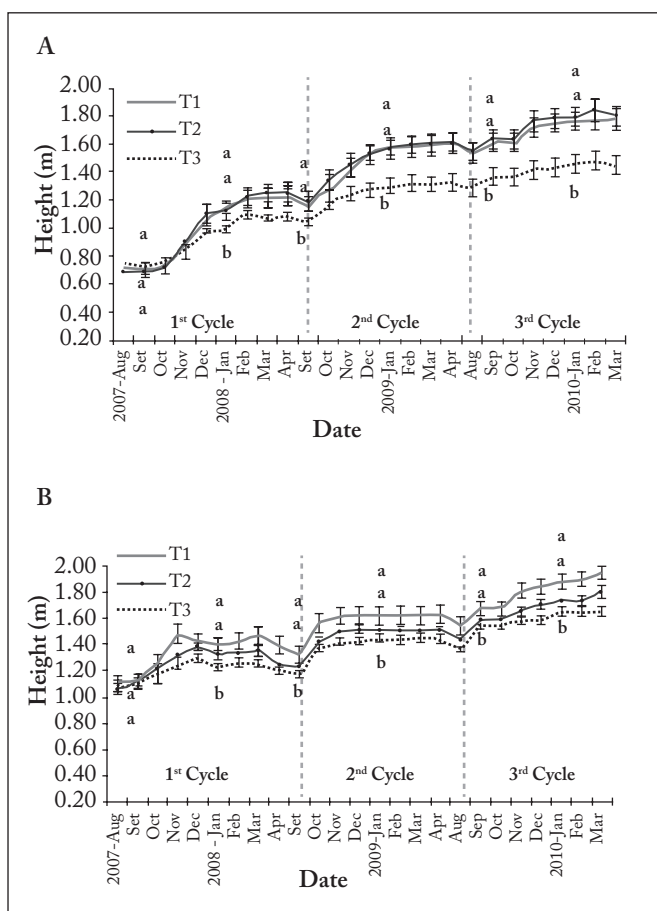 A
2.00
1.80
1.60
1.40
1.20
1.00
0.80
0.60
0.40
0.20
Height (m)
T1
T2
T3
a
a
a
a
a
b
a
a
b
a
a
b
a
a
b
a
a
b
1st Cycle
2nd Cycle
3rd Cycle
2007-Aug
Set
Oct
Nov
Dec
2008 - Jan
Feb
Mar
Apr
Set
Oct
Nov
Dec
2009-Jan
Feb
Mar
Apr
Aug
Sep
Oct
Nov
Dec
2010-Jan
Feb
Mar
Date
B
2.00
1.80
1.60
1.40
1.20
1.00
0.80
0.60
0.40
0.20
Height (m)
T1
T2
T3
a
a
a
a
a
b
a
a
b
a
a
b
a
a
b
a
a
b
1st Cycle
2nd Cycle
3rd Cycle
2007-Aug
Set
Oct
Nov
Dec
2008 - Jan
Feb
Mar
Apr
Set
Oct
Nov
Dec
2009-Jan
Feb
Mar
Apr
Aug
Sep
Oct
Nov
Dec
2010-Jan
Feb
Mar
Date